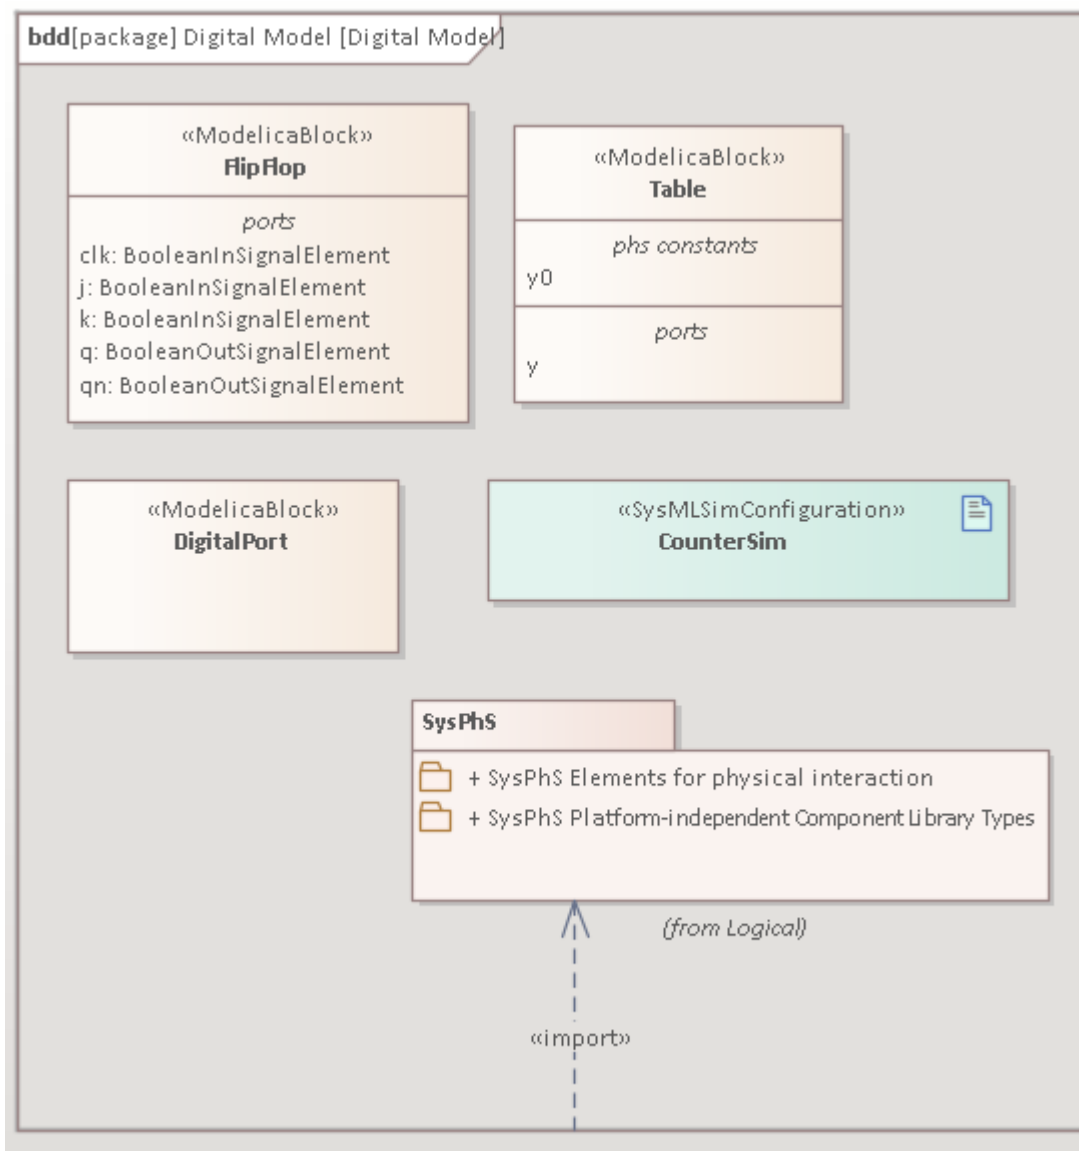 bdd[package] Digital Model [Digital Model]
«ModelicaBlock»
FlipFlop
ports
clk: BooleanInSignalElement
j: BooleanInSignalElement
k: BooleanInSignalElement
q: BooleanOutSignalElement
qn: BooleanOutSignalElement
«ModelicaBlock»
Table
phs constants
y0
ports
y
«ModelicaBlock»
DigitalPort
«SysMLSimConfiguration»
CounterSim
SysPhS
+ SysPhS Elements for physical interaction
+ SysPhS Platform-independent Component Library Types
(from Logical)
«import»